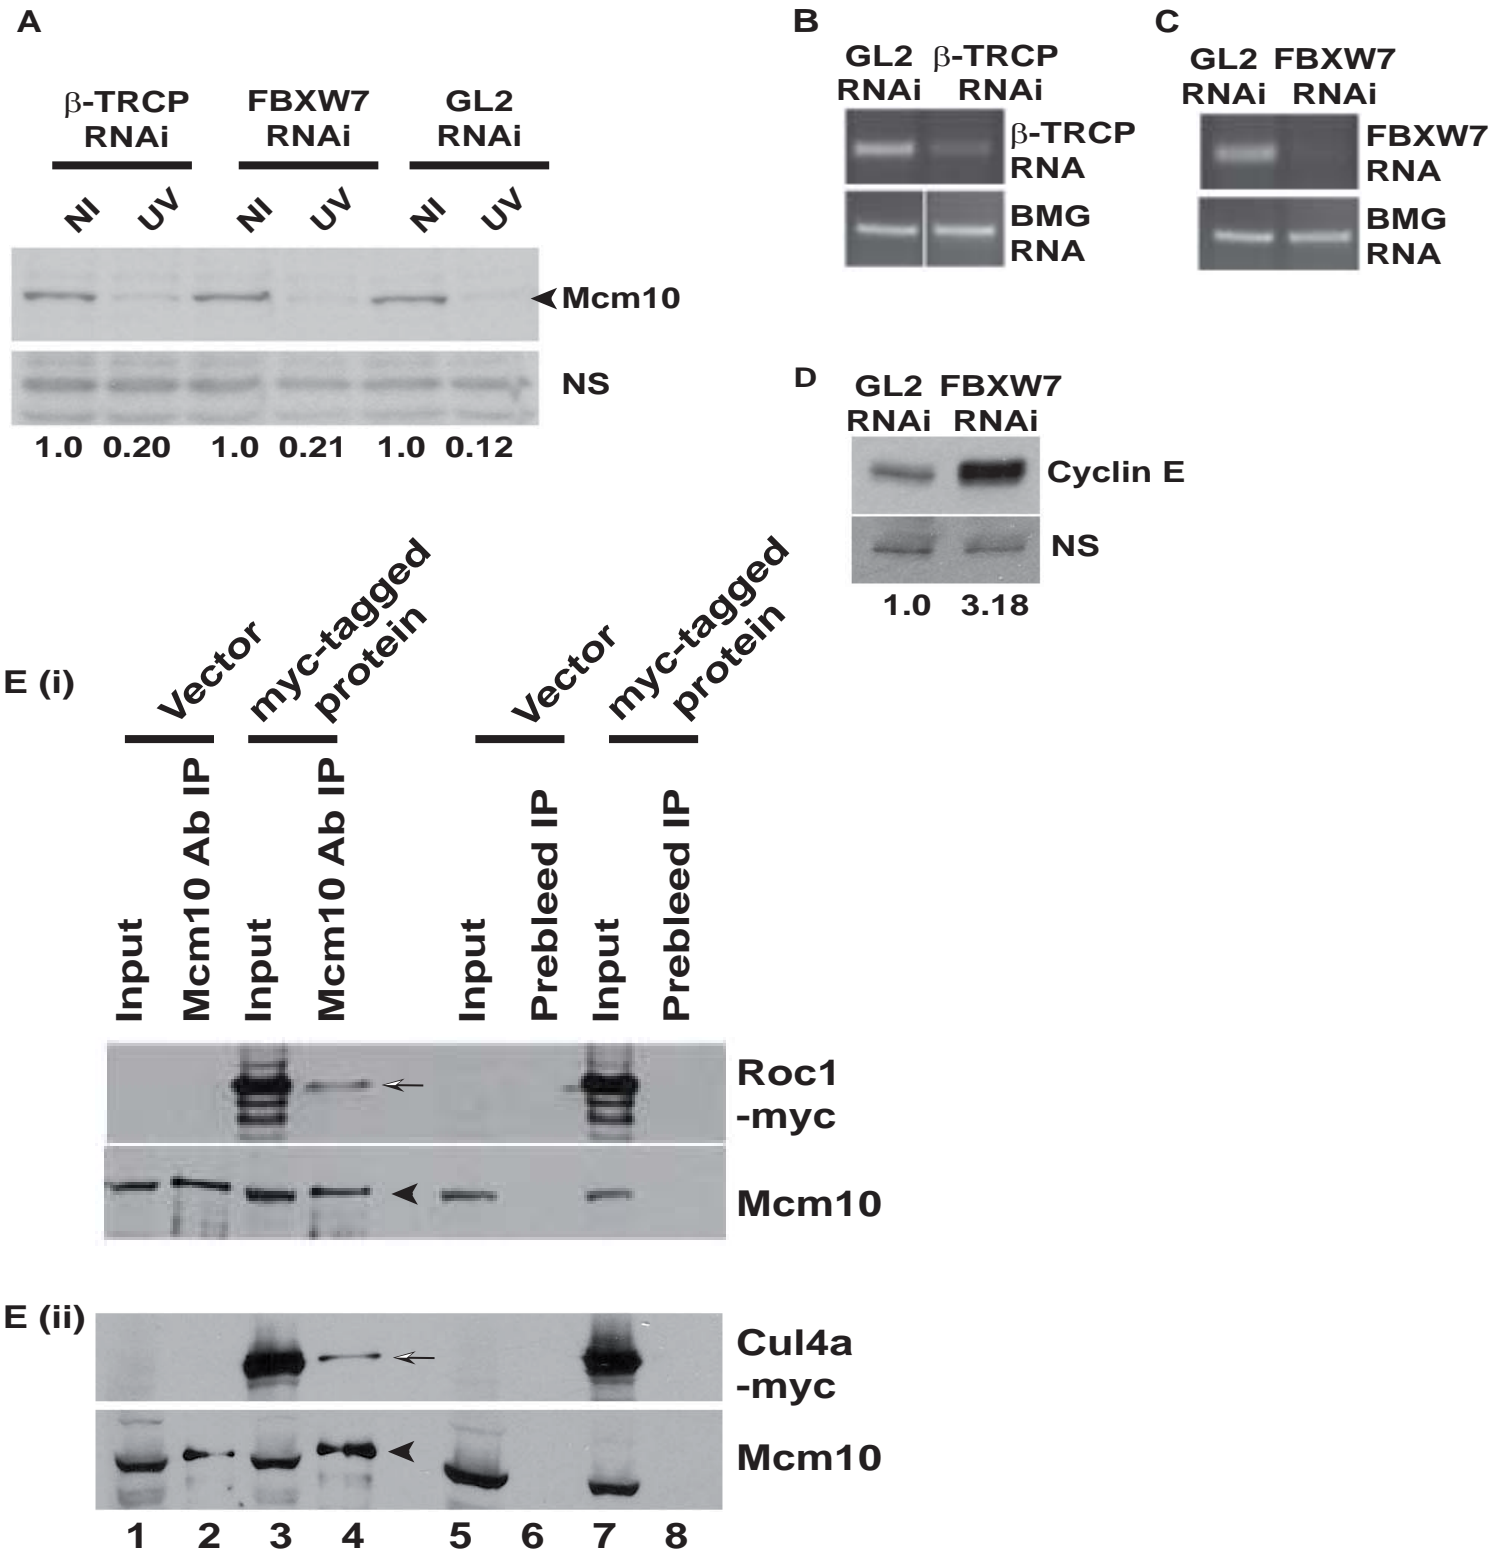 A
β-TRCP
RNAi
FBXW7
RNAi
GL2
RNAi
NI
UV
NI
UV
NI
UV
Mcm10
NS
1.0 0.20 1.0 0.21 1.0 0.12
B
GL2 β-TRCP
RNAi RNAi
β-TRCP
RNA
BMG
RNA
C
GL2 FBXW7
RNAi RNAi
FBXW7
RNA
BMG
RNA
D
GL2 FBXW7
RNAi RNAi
Cyclin E
NS
1.0 3.18
E (i)
Vector
myc-tagged
protein
Vector
myc-tagged
protein
Input
Mcm10 Ab IP
Input
Mcm10 Ab IP
Input
Prebleed IP
Input
Prebleed IP
Roc1
-myc
Mcm10
E (ii)
Cul4a
-myc
Mcm10
1 2 3 4 5 6 7 8